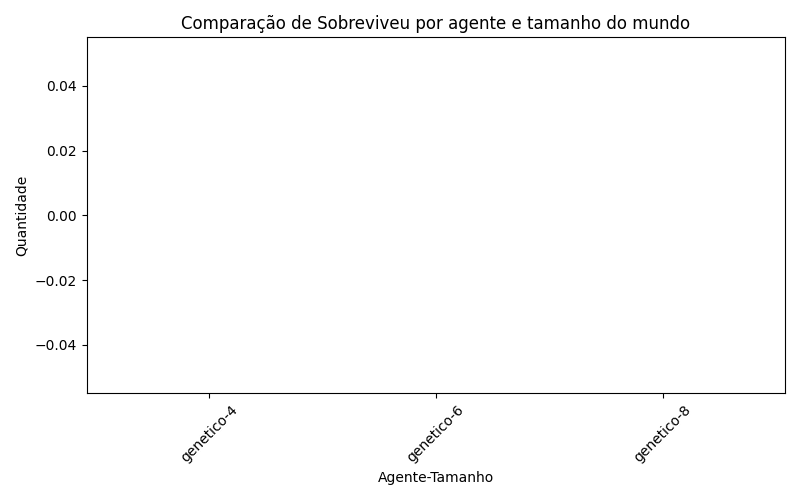 Comparação de Sobreviveu por agente e tamanho do mundo
0.04
0.02
0.00
−0.02
−0.04
Quantidade
genetico-4
genetico-6
genetico-8
Agente-Tamanho